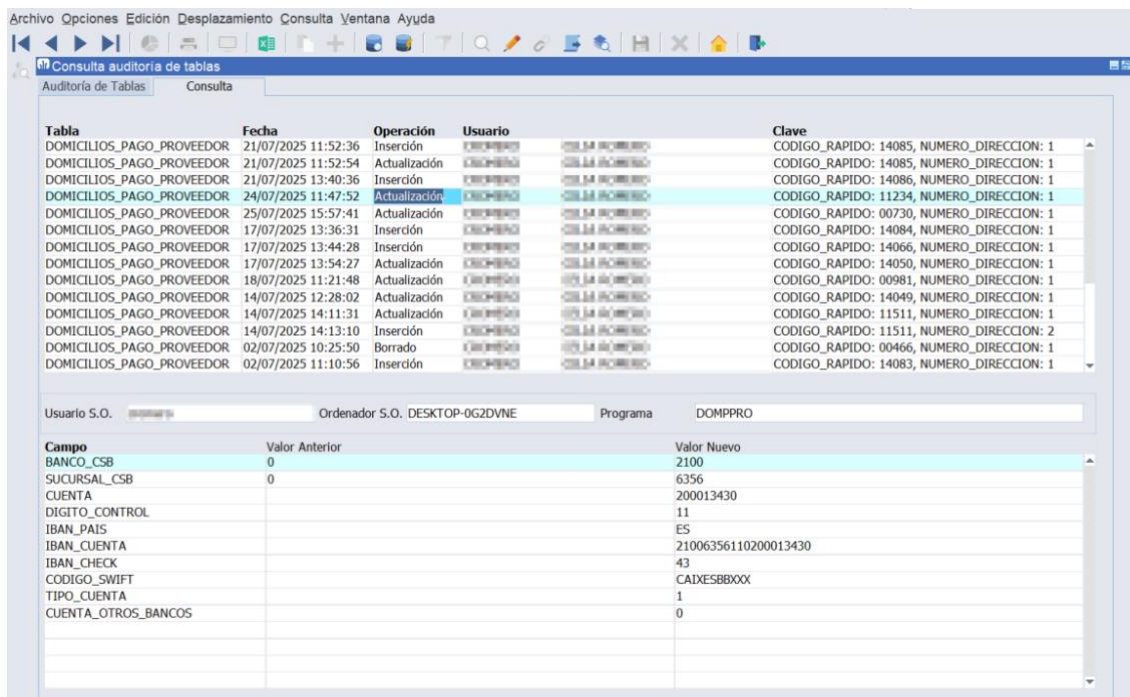 Archivo Opciones Edición Desplazamiento Consulta Ventana Ayuda
Consulta auditoria de tablas
Auditoría de Tablas Consulta
Tabla Fecha Operación Usuario Clave
DOMICILIOS_PAGO_PROVEEDOR 21/07/2025 11:52:36 Inserción CODIGO_RAPIDO: 14085, NUMERO_DIRECCION: 1
DOMICILIOS_PAGO_PROVEEDOR 21/07/2025 11:52:54 Actualización CODIGO_RAPIDO: 14085, NUMERO_DIRECCION: 1
DOMICILIOS_PAGO_PROVEEDOR 21/07/2025 13:40:36 Inserción CODIGO_RAPIDO: 14086, NUMERO_DIRECCION: 1
DOMICILIOS_PAGO_PROVEEDOR 24/07/2025 11:47:52 Actualización CODIGO_RAPIDO: 11234, NUMERO_DIRECCION: 1
DOMICILIOS_PAGO_PROVEEDOR 25/07/2025 15:57:41 Actualización CODIGO_RAPIDO: 00730, NUMERO_DIRECCION: 1
DOMICILIOS_PAGO_PROVEEDOR 17/07/2025 13:36:31 Inserción CODIGO_RAPIDO: 14084, NUMERO_DIRECCION: 1
DOMICILIOS_PAGO_PROVEEDOR 17/07/2025 13:44:28 Inserción CODIGO_RAPIDO: 14066, NUMERO_DIRECCION: 1
DOMICILIOS_PAGO_PROVEEDOR 17/07/2025 13:54:27 Actualización CODIGO_RAPIDO: 14050, NUMERO_DIRECCION: 1
DOMICILIOS_PAGO_PROVEEDOR 18/07/2025 11:21:48 Actualización CODIGO_RAPIDO: 00981, NUMERO_DIRECCION: 1
DOMICILIOS_PAGO_PROVEEDOR 14/07/2025 12:28:02 Actualización CODIGO_RAPIDO: 14049, NUMERO_DIRECCION: 1
DOMICILIOS_PAGO_PROVEEDOR 14/07/2025 14:11:31 Actualización CODIGO_RAPIDO: 11511, NUMERO_DIRECCION: 1
DOMICILIOS_PAGO_PROVEEDOR 14/07/2025 14:13:10 Inserción CODIGO_RAPIDO: 11511, NUMERO_DIRECCION: 2
DOMICILIOS_PAGO_PROVEEDOR 02/07/2025 10:25:50 Borrado CODIGO_RAPIDO: 00466, NUMERO_DIRECCION: 1
DOMICILIOS_PAGO_PROVEEDOR 02/07/2025 11:10:56 Inserción CODIGO_RAPIDO: 14083, NUMERO_DIRECCION: 1
Usuario S.O. Ordenador S.O. DESKTOP-0G2DVNE Programa DOMPPRO
Campo Valor Anterior Valor Nuevo
BANCO_CSB 0 2100
SUCURSAL_CSB 0 6356
CUENTA 200013430
DIGITO_CONTROL 11
IBAN_PAIS ES
IBAN_CUENTA 21006356110200013430
IBAN_CHECK 43
CODIGO_SWIFT CAIXESBBXXX
TIPO_CUENTA 1
CUENTA_OTROS_BANCOS 0